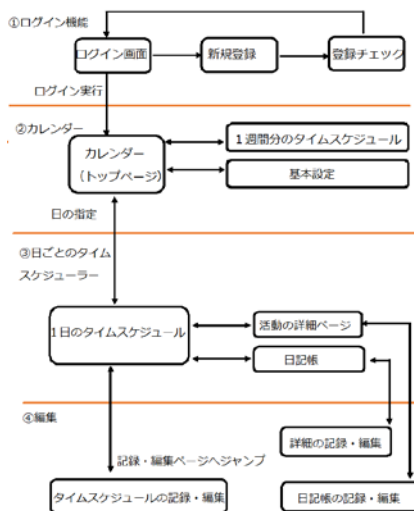 ①ログイン機能
ログイン画面
新規登録
登録チェック
ログイン実行
②カレンダー
カレンダー
(トップページ)
1週間分のタイムスケジュール
基本設定
日の指定
③日ごとのタイム
スケジューラー
1日のタイムスケジュール
活動の詳細ページ
日記帳
④編集
詳細の記録・編集
記録・編集ページへジャンプ
タイムスケジュールの記録・編集
日記帳の記録・編集